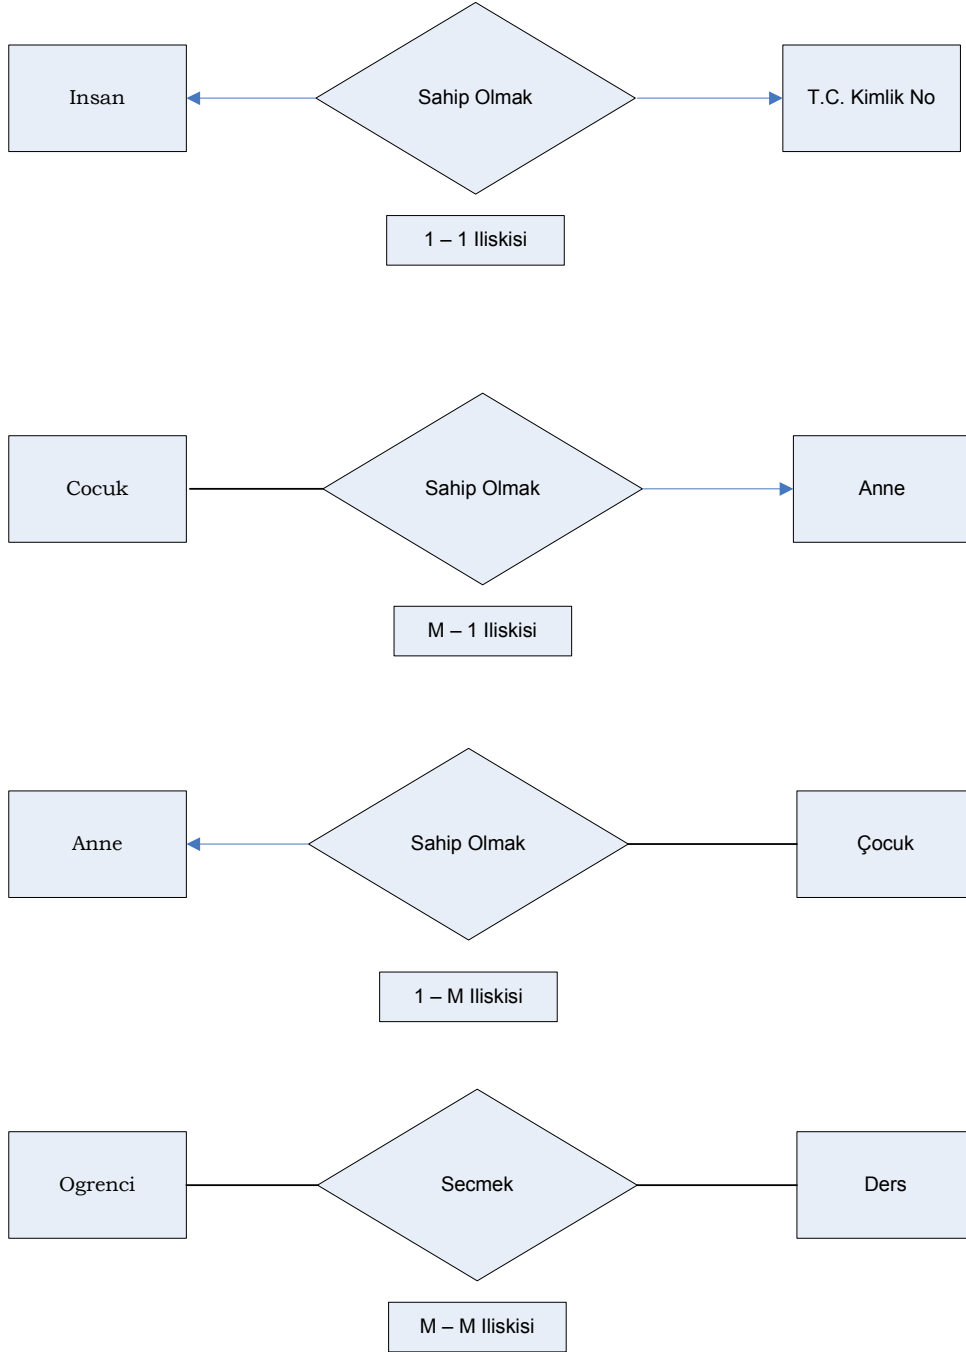 Insan
Sahip Olmak
T.C. Kimlik No
1 – 1 Iliskisi
Cocuk
Sahip Olmak
Anne
M – 1 Iliskisi
Anne
Sahip Olmak
Çocuk
1 – M Iliskisi
Ogrenci
Secmek
Ders
M – M Iliskisi